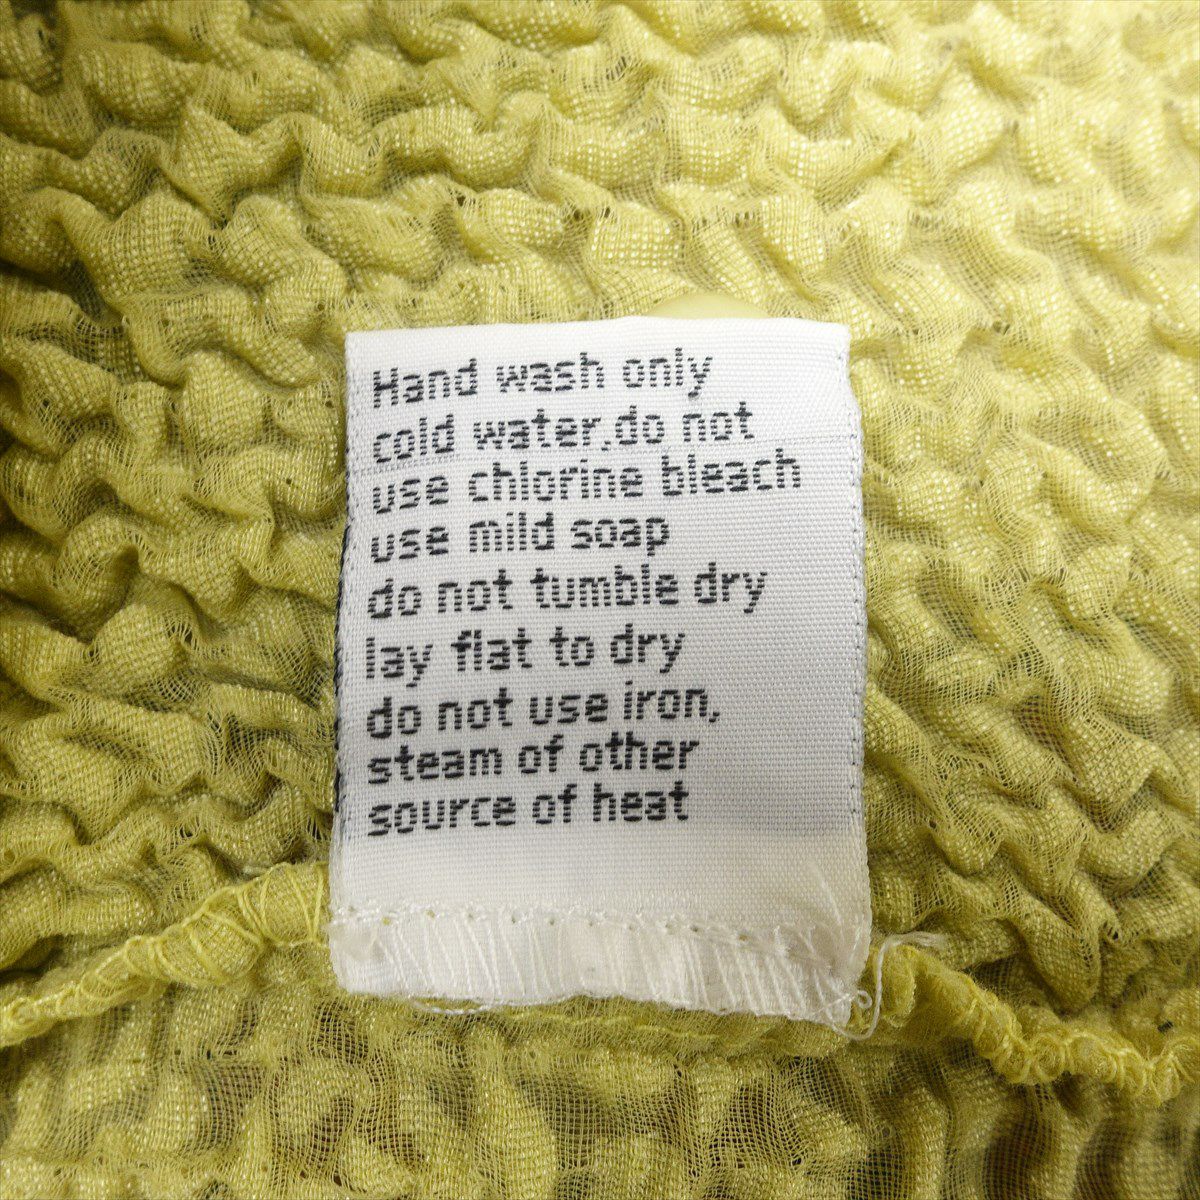 Hand wash only
cold water,do not
use chlorine bleach
use mild soap
do not tumble dry
lay flat to dry
do not use iron,
steam of other
source of heat